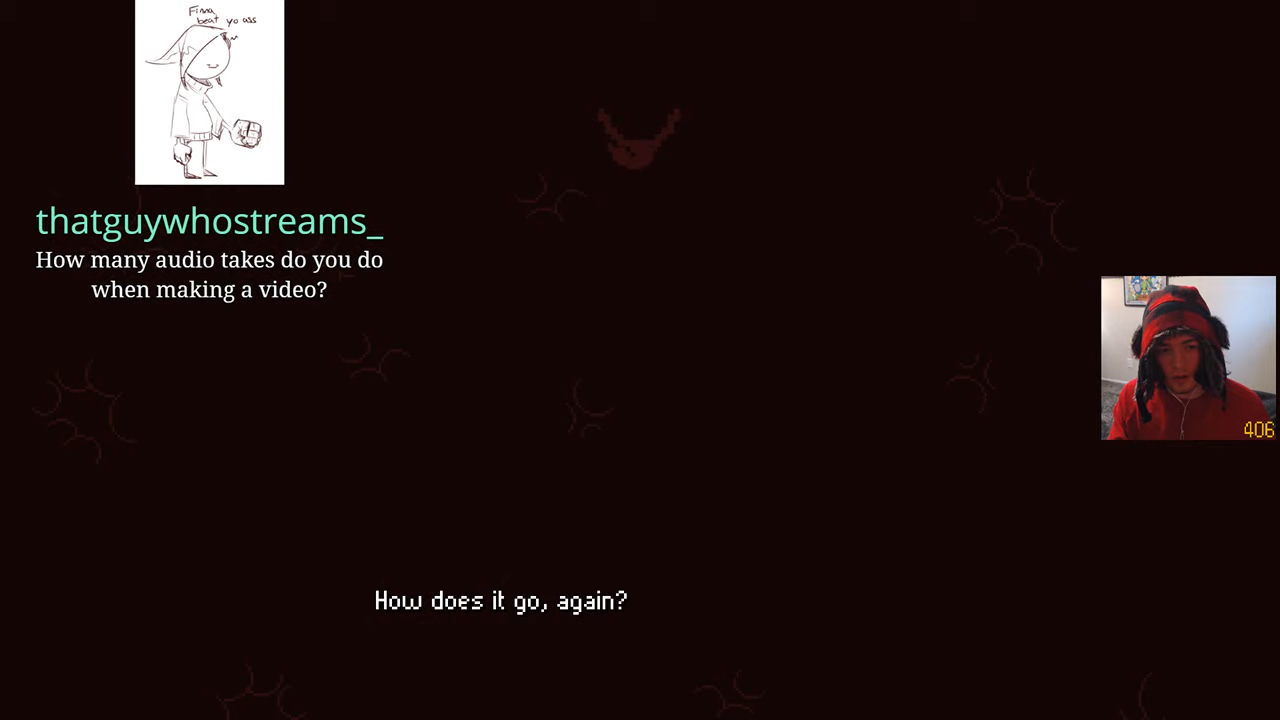 Finna
beat yo ass
thatguywhostreams_
How many audio takes do you do
when making a video?
406
How does it go, again?